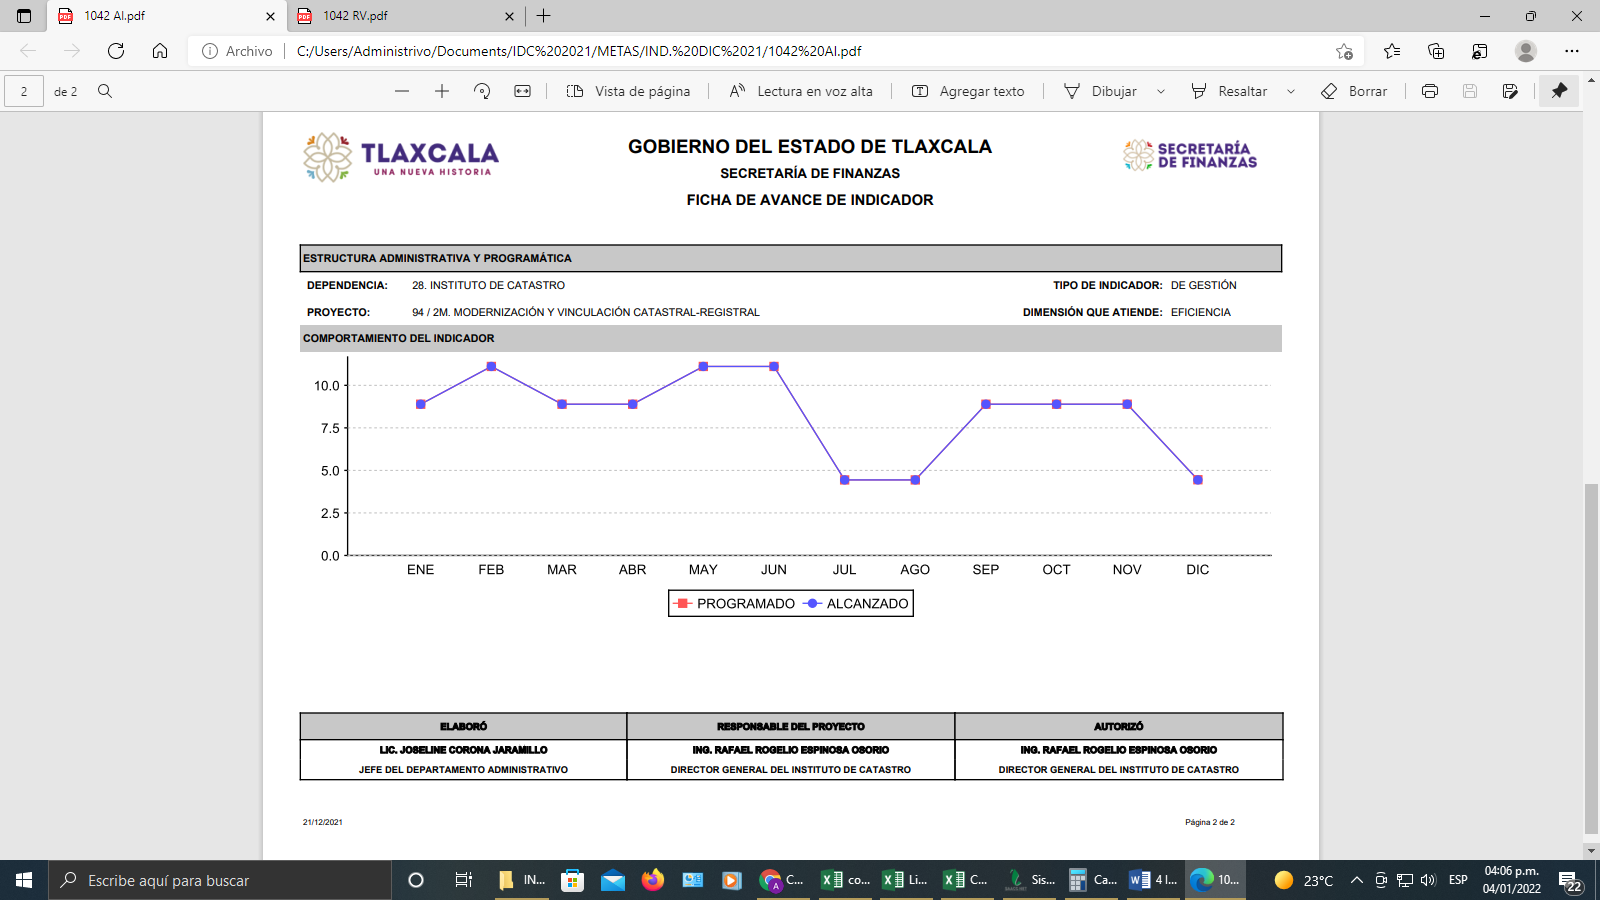 1042 AI.pdf
1042 RV.pdf
Archivo
C:/Users/Administrivo/Documents/IDC%202021/METAS/IND.%20DIC%2021/1042%20AI.pdf
2
de 2
Vista de página
Lectura en voz alta
Agregar texto
Dibujar
Resaltar
Borrar
TLAXCALA
UNA NUEVA HISTORIA
GOBIERNO DEL ESTADO DE TLAXCALA
SECRETARÍA DE FINANZAS
FICHA DE AVANCE DE INDICADOR
SECRETARÍA
DE FINANZAS
ESTRUCTURA ADMINISTRATIVA Y PROGRAMÁTICA
DEPENDENCIA: 28. INSTITUTO DE CATASTRO TIPO DE INDICADOR: DE GESTIÓN
PROYECTO: 94 / 2M. MODERNIZACIÓN Y VINCULACIÓN CATASTRAL-REGISTRAL DIMENSIÓN QUE ATIENDE: EFICIENCIA
COMPORTAMIENTO DEL INDICADOR
10.0
7.5
5.0
2.5
0.0
ENE FEB MAR ABR MAY JUN JUL AGO SEP OCT NOV DIC
PROGRAMADO ALCANZADO
ELABORÓ RESPONSABLE DEL PROYECTO AUTORIZÓ
LIC. JOSELINE CORONA JARAMILLO ING. RAFAEL ROGELIO ESPINOSA OSORIO ING. RAFAEL ROGELIO ESPINOSA OSORIO
JEFE DEL DEPARTAMENTO ADMINISTRATIVO DIRECTOR GENERAL DEL INSTITUTO DE CATASTRO DIRECTOR GENERAL DEL INSTITUTO DE CATASTRO
21/12/2021 Página 2 de 2
Escribe aquí para buscar
IN...
C...
co...
Li...
C...
Sis...
Ca...
4 I...
10...
23°C
ESP
04:06 p.m.
04/01/2022
22